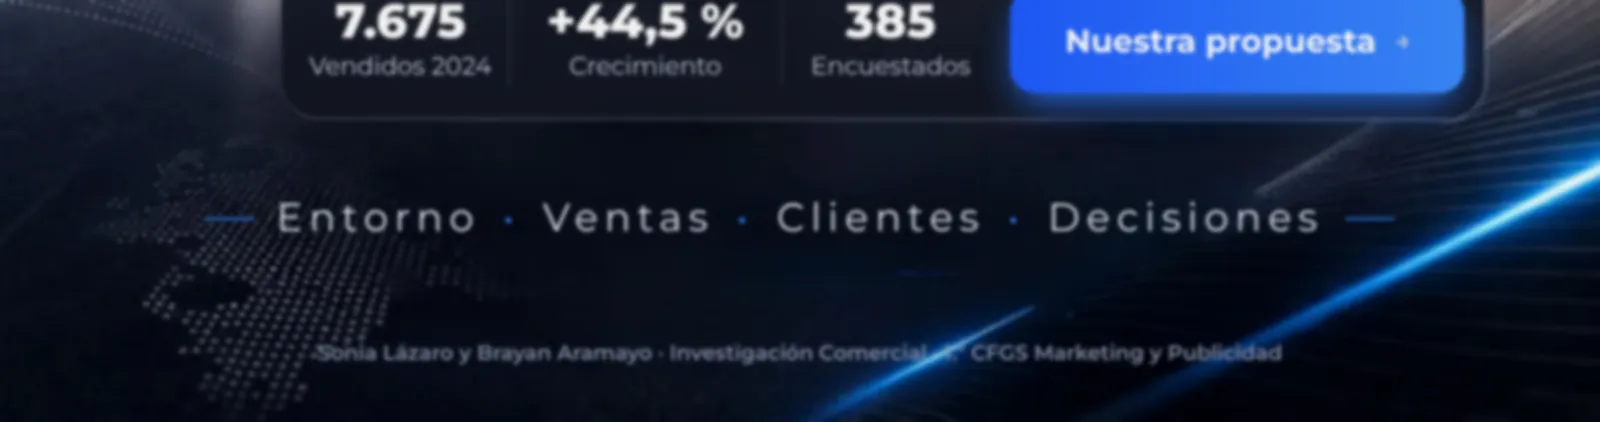 7.675 +44,5 % 385
Nuestra propuesta →
Vendidos 2024 Crecimiento Encuestados
Entorno · Ventas · Clientes · Decisiones
Sonia Lázaro y Brayan Aramayo · Investigación Comercial · CFGS Marketing y Publicidad